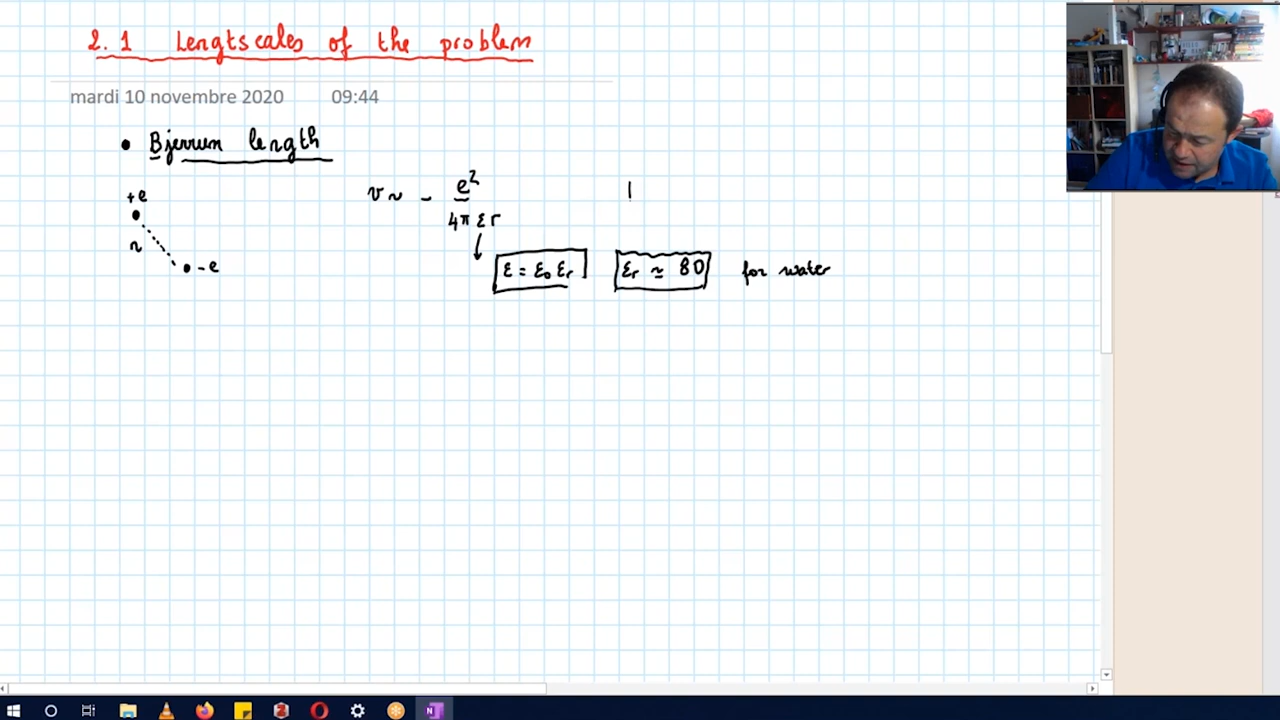 2.1 Lengtscales of the problem
mardi 10 novembre 2020 09:44
• Bjerrum length
+e
r
-e
v ~ - e²
4π ε r
ε = ε₀ εᵣ εᵣ ≃ 80 for water